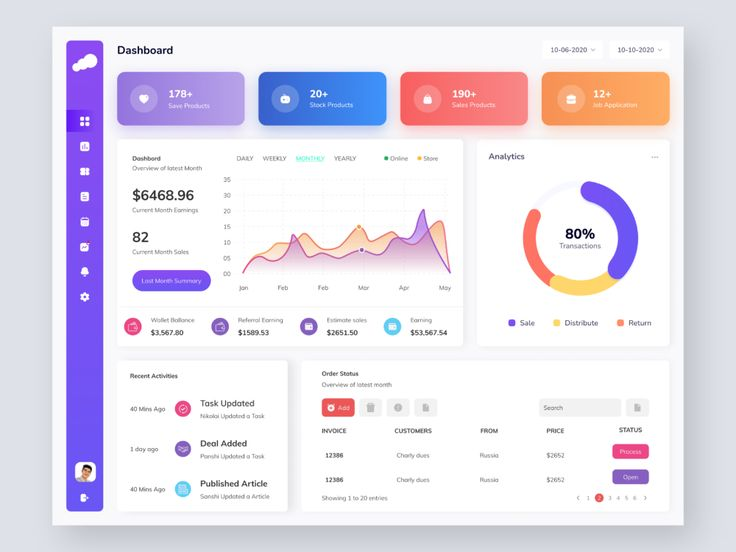 Dashboard
10-06-2020
10-10-2020
178+
Save Products
20+
Stock Products
190+
Sales Products
12+
Job Application
Dashbord
Overview of latest Month
DAILY WEEKLY MONTHLY YEARLY
Online Store
$6468.96
Current Month Earnings
82
Current Month Sales
Last Month Summary
35
30
20
15
10
05
00
Jan Feb Feb Mar Apr May
Wallet Ballance
$3,567.80
Referral Earning
$1589.53
Estimate sales
$2651.50
Earning
$53,567.54
Analytics
80%
Transactions
Sale Distribute Return
Recent Activities
40 Mins Ago
Task Updated
Nikolai Updated a Task
1 day ago
Deal Added
Panshi Updated a Task
40 Mins Ago
Published Article
Sanshi Updated a Article
Order Status
Overview of latest month
Add
Search
INVOICE CUSTOMERS FROM PRICE STATUS
12386 Charly dues Russia $2652 Process
12386 Charly dues Russia $2652 Open
Showing 1 to 20 entries
1 2 3 4 5 6